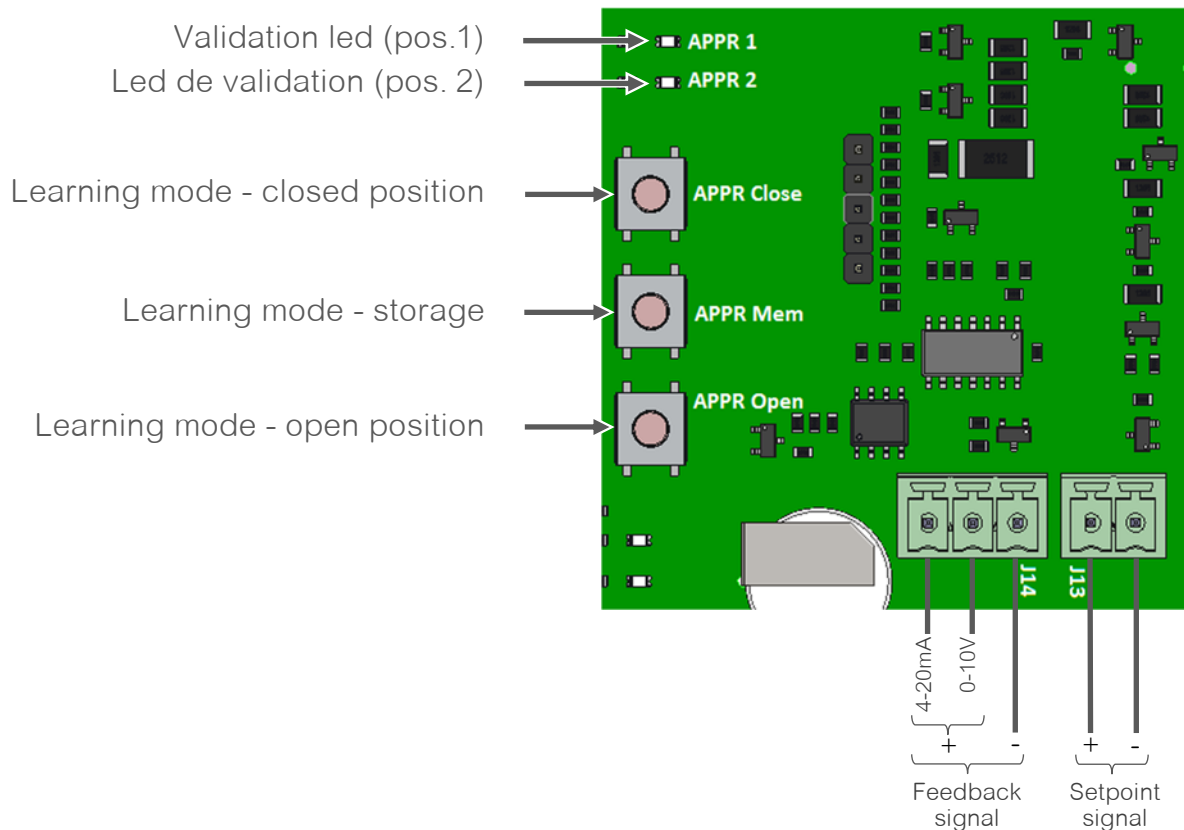 Validation led (pos.1)
APPR 1
Led de validation (pos. 2)
APPR 2
Learning mode - closed position
APPR Close
Learning mode - storage
APPR Mem
Learning mode - open position
APPR Open
J14
J13
4-20mA
0-10V
+
-
+
-
Feedback
signal
Setpoint
signal